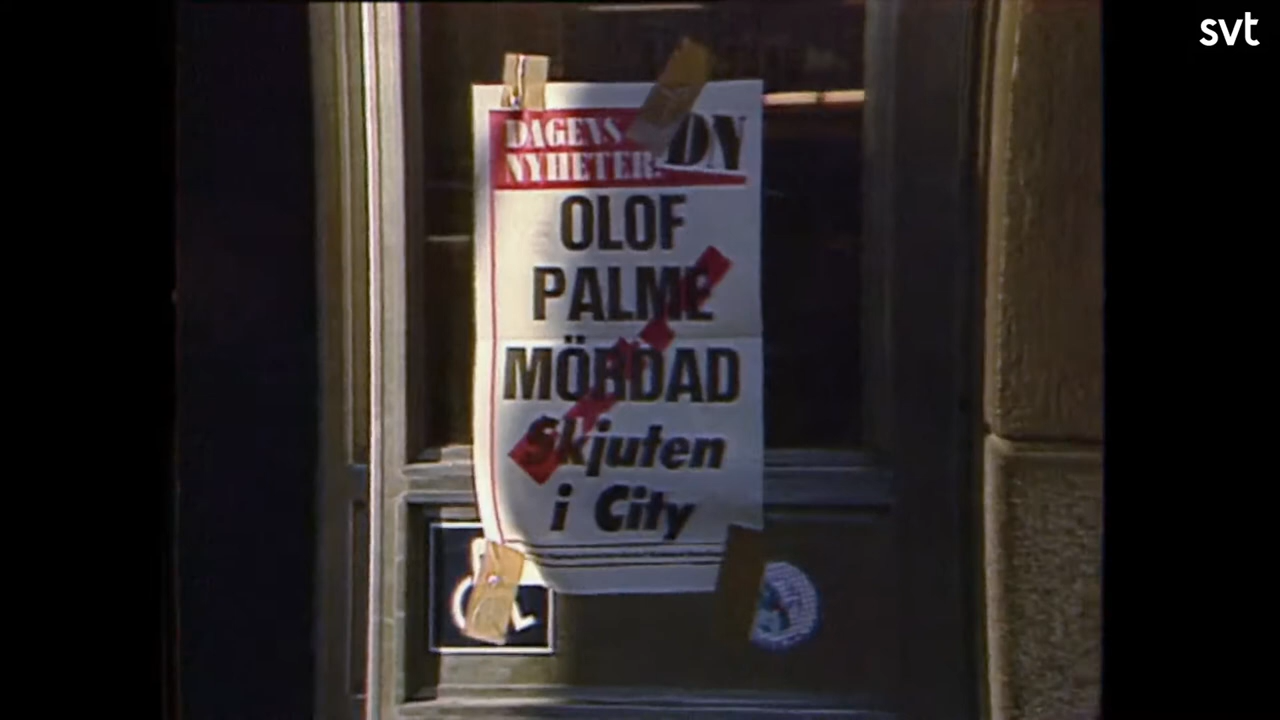 svt
DAGENS DN
NYHETER:
OLOF
PALME
MÖRDAD
Skjuten
i City